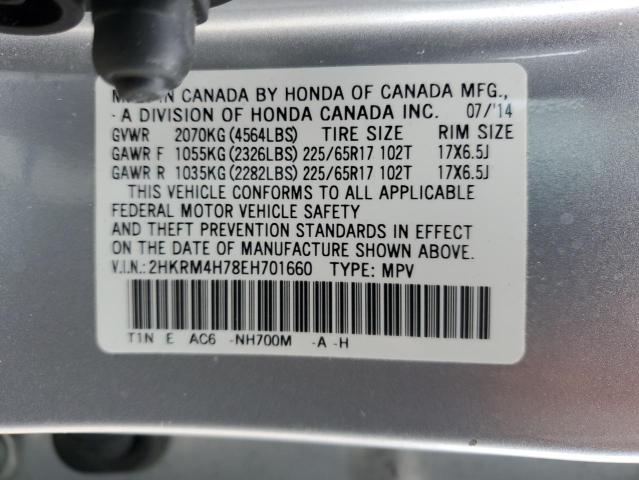 IN CANADA BY HONDA OF CANADA MFG.,
A DIVISION OF HONDA CANADA INC. 07/'14
GVWR 2070KG(4564LBS) TIRE SIZE RIM SIZE
GAWR F 1055KG(2326LBS) 225/65R17 102T 17X6.5J
GAWR R 1035KG(2282LBS) 225/65R17 102T 17X6.5J
THIS VEHICLE CONFORMS TO ALL APPLICABLE
FEDERAL MOTOR VEHICLE SAFETY
AND THEFT PREVENTION STANDARDS IN EFFECT
ON THE DATE OF MANUFACTURE SHOWN ABOVE.
V.I.N.: 2HKRM4H78EH701660 TYPE: MPV
T1N E AC6 -NH700M -A -H